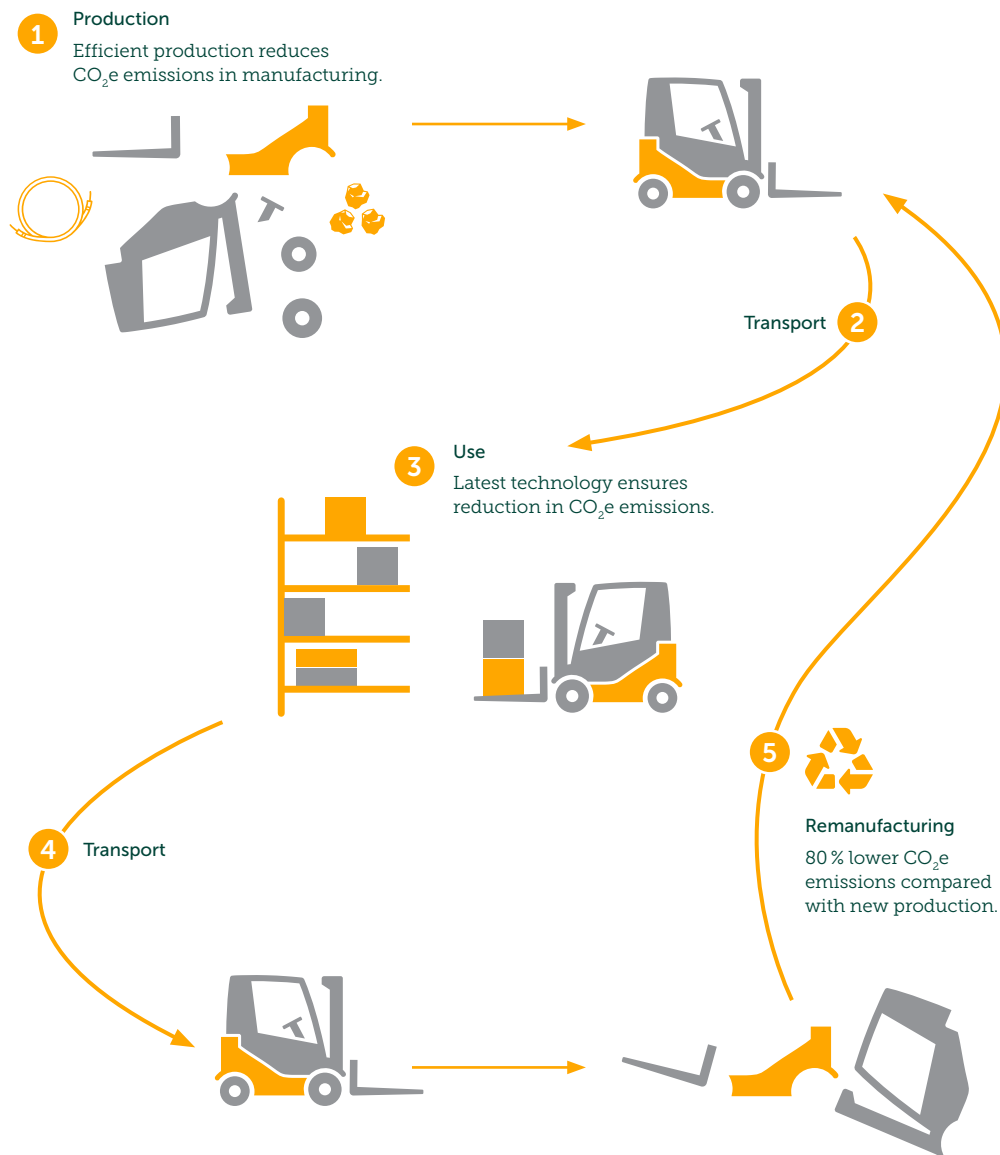 1
Production
Efficient production reduces
CO₂e emissions in manufacturing.
Transport
2
3
Use
Latest technology ensures
reduction in CO₂e emissions.
5
4
Transport
Remanufacturing
80 % lower CO₂e
emissions compared
with new production.